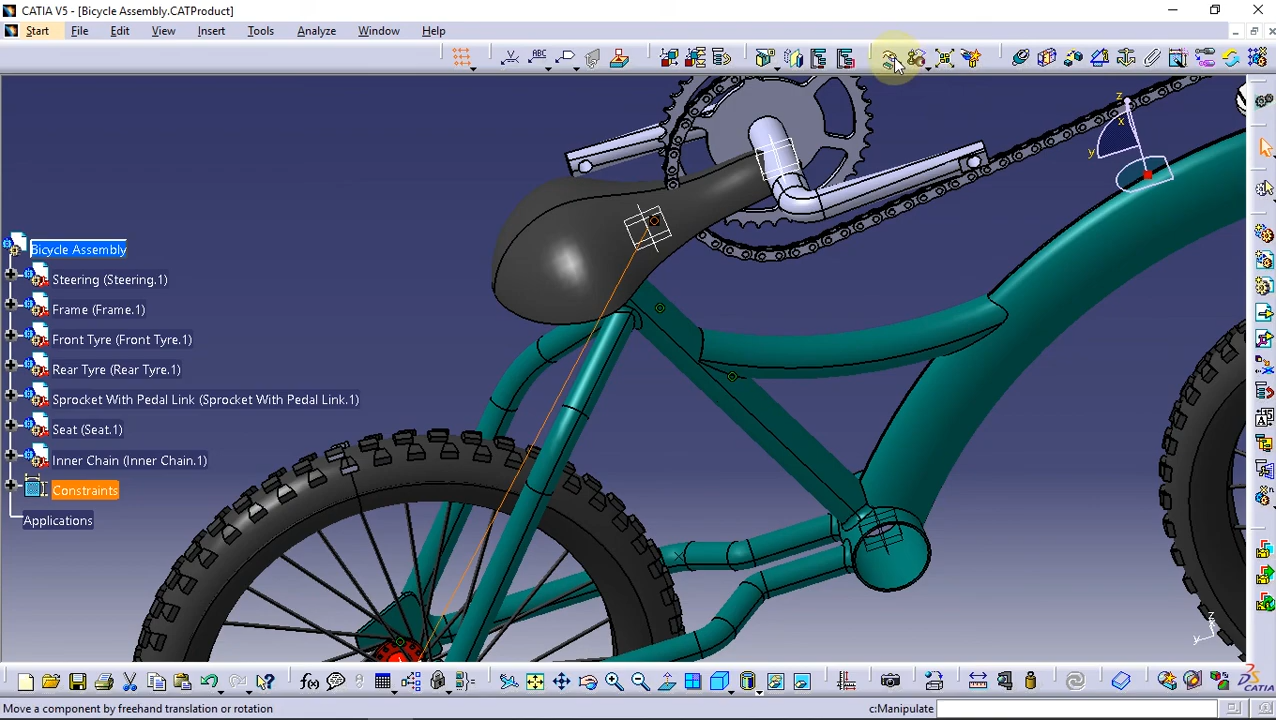 CATIA V5 - [Bicycle Assembly.CATProduct]
Start File Edit View Insert Tools Analyze Window Help
ABC
z
x
y
Bicycle Assembly
Steering (Steering.1)
Frame (Frame.1)
Front Tyre (Front Tyre.1)
Rear Tyre (Rear Tyre.1)
Sprocket With Pedal Link (Sprocket With Pedal Link.1)
Seat (Seat.1)
Inner Chain (Inner Chain.1)
Constraints
Applications
z
y
f(x)
CATIA
Move a component by freehand translation or rotation c:Manipulate